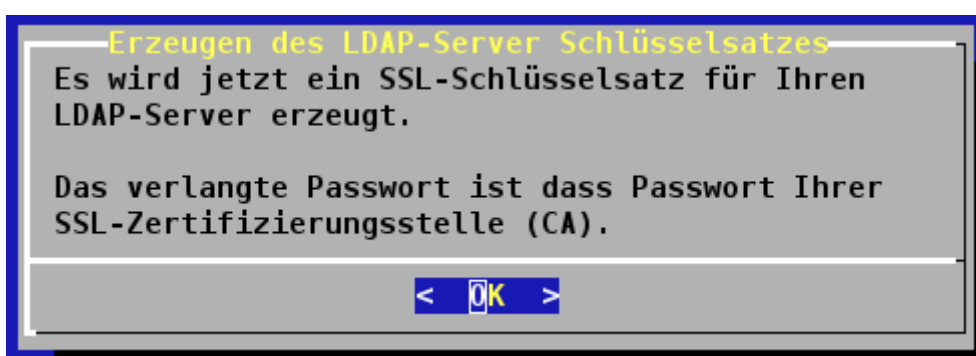 Erzeugen des LDAP-Server Schlüsselsatzes
Es wird jetzt ein SSL-Schlüsselsatz für Ihren
LDAP-Server erzeugt.
Das verlangte Passwort ist dass Passwort Ihrer
SSL-Zertifizierungsstelle (CA).
< OK >